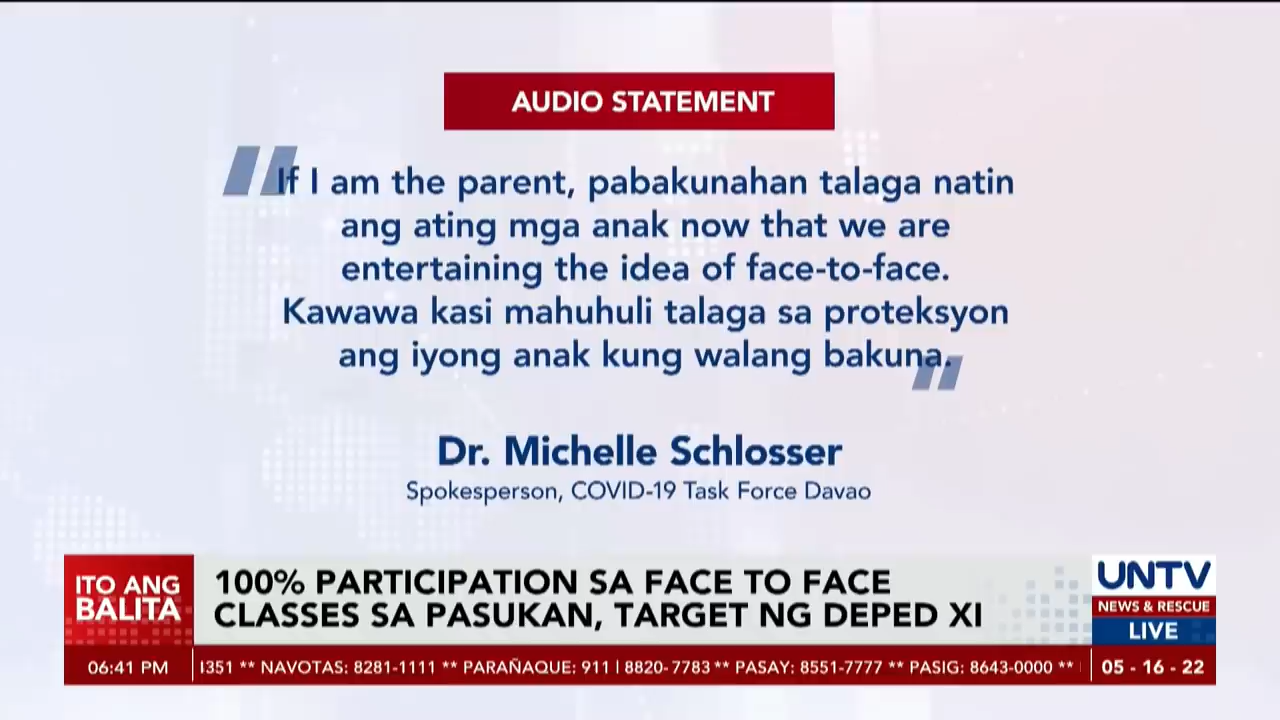 AUDIO STATEMENT
If I am the parent, pabakunahan talaga natin
ang ating mga anak now that we are
entertaining the idea of face-to-face.
Kawawa kasi mahuhuli talaga sa proteksyon
ang iyong anak kung walang bakuna.
Dr. Michelle Schlosser
Spokesperson, COVID-19 Task Force Davao
ITO ANG
BALITA
100% PARTICIPATION SA FACE TO FACE
CLASSES SA PASUKAN, TARGET NG DEPED XI
UNTV
NEWS & RESCUE
LIVE
06:41 PM
1351 ** NAVOTAS: 8281-1111 ** PARAÑAQUE: 911 | 8820-7783 ** PASAY: 8551-7777 ** PASIG: 8643-0000 **
05 - 16 - 22